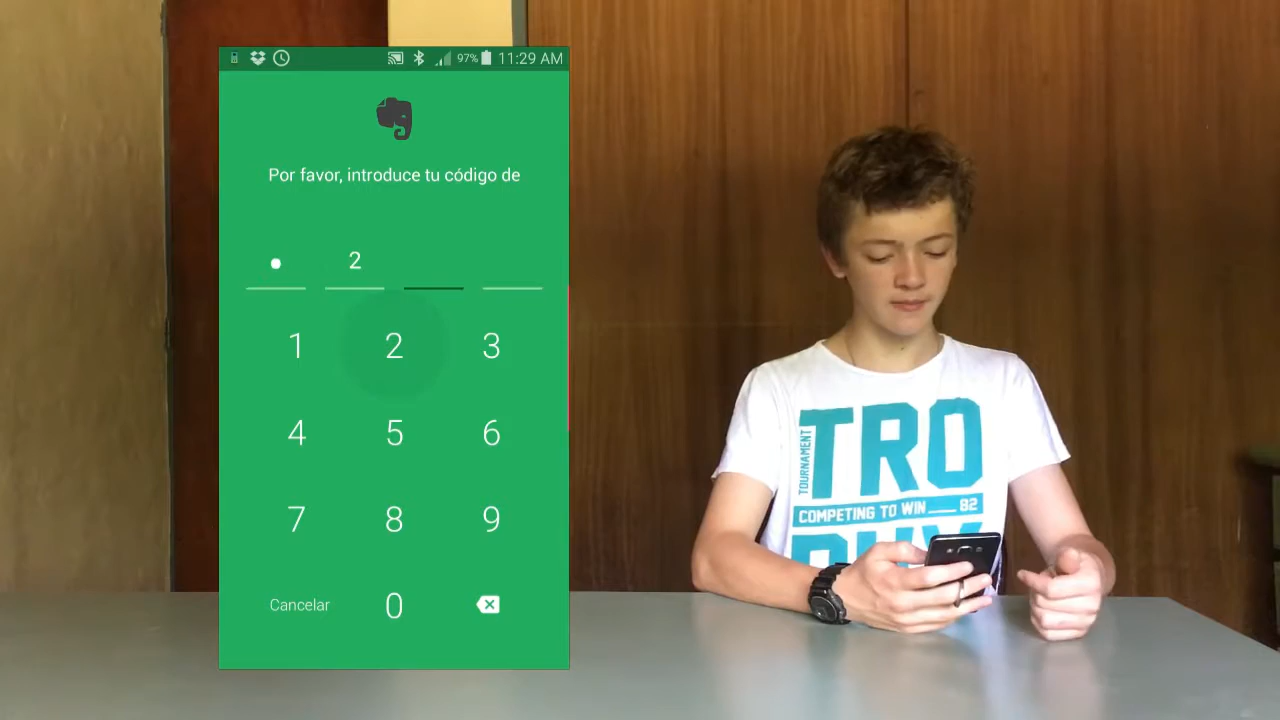 97% 11:29 AM
Por favor, introduce tu código de
2
1 2 3
4 5 6
7 8 9
Cancelar 0
TOURNAMENT
TRO
COMPETING TO WIN ___ 82